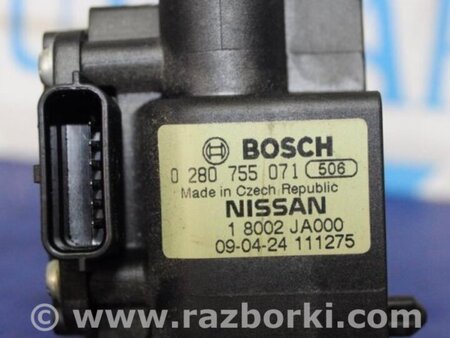 BOSCH
0 280 755 071 506
Made in Czech Republic
NISSAN
1 8002 JA000
09-04-24 111275
www.razborki.com